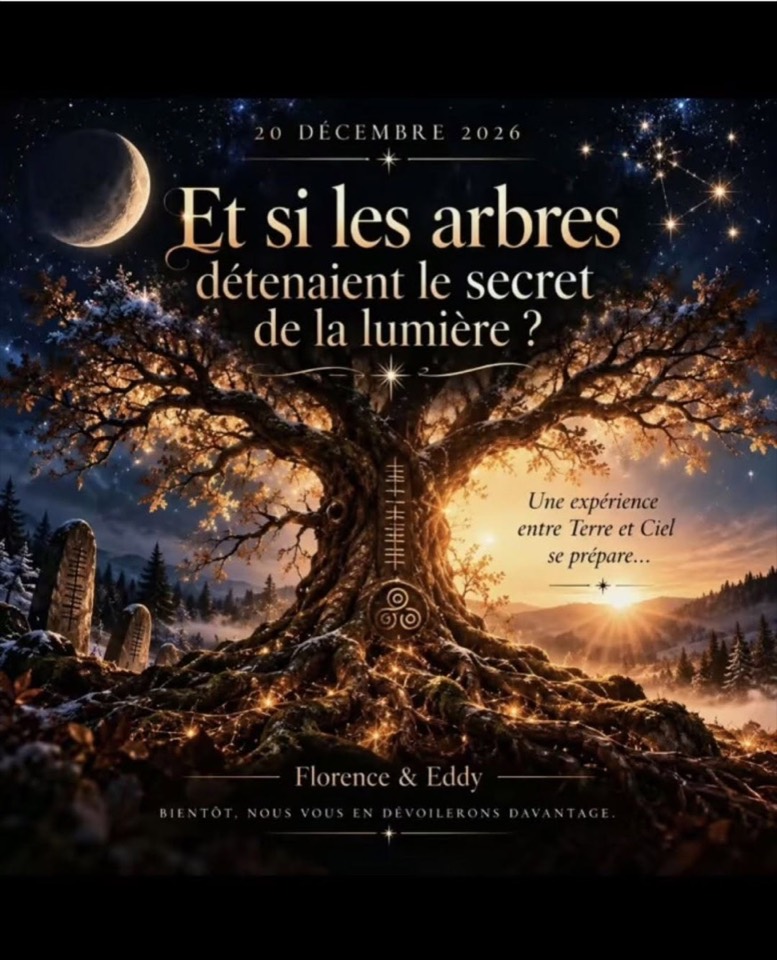 20 DÉCEMBRE 2026
Et si les arbres
détenaient le secret
de la lumière ?
Une expérience
entre Terre et Ciel
se prépare...
Florence & Eddy
BIENTÔT, NOUS VOUS EN DÉVOILERONS DAVANTAGE.